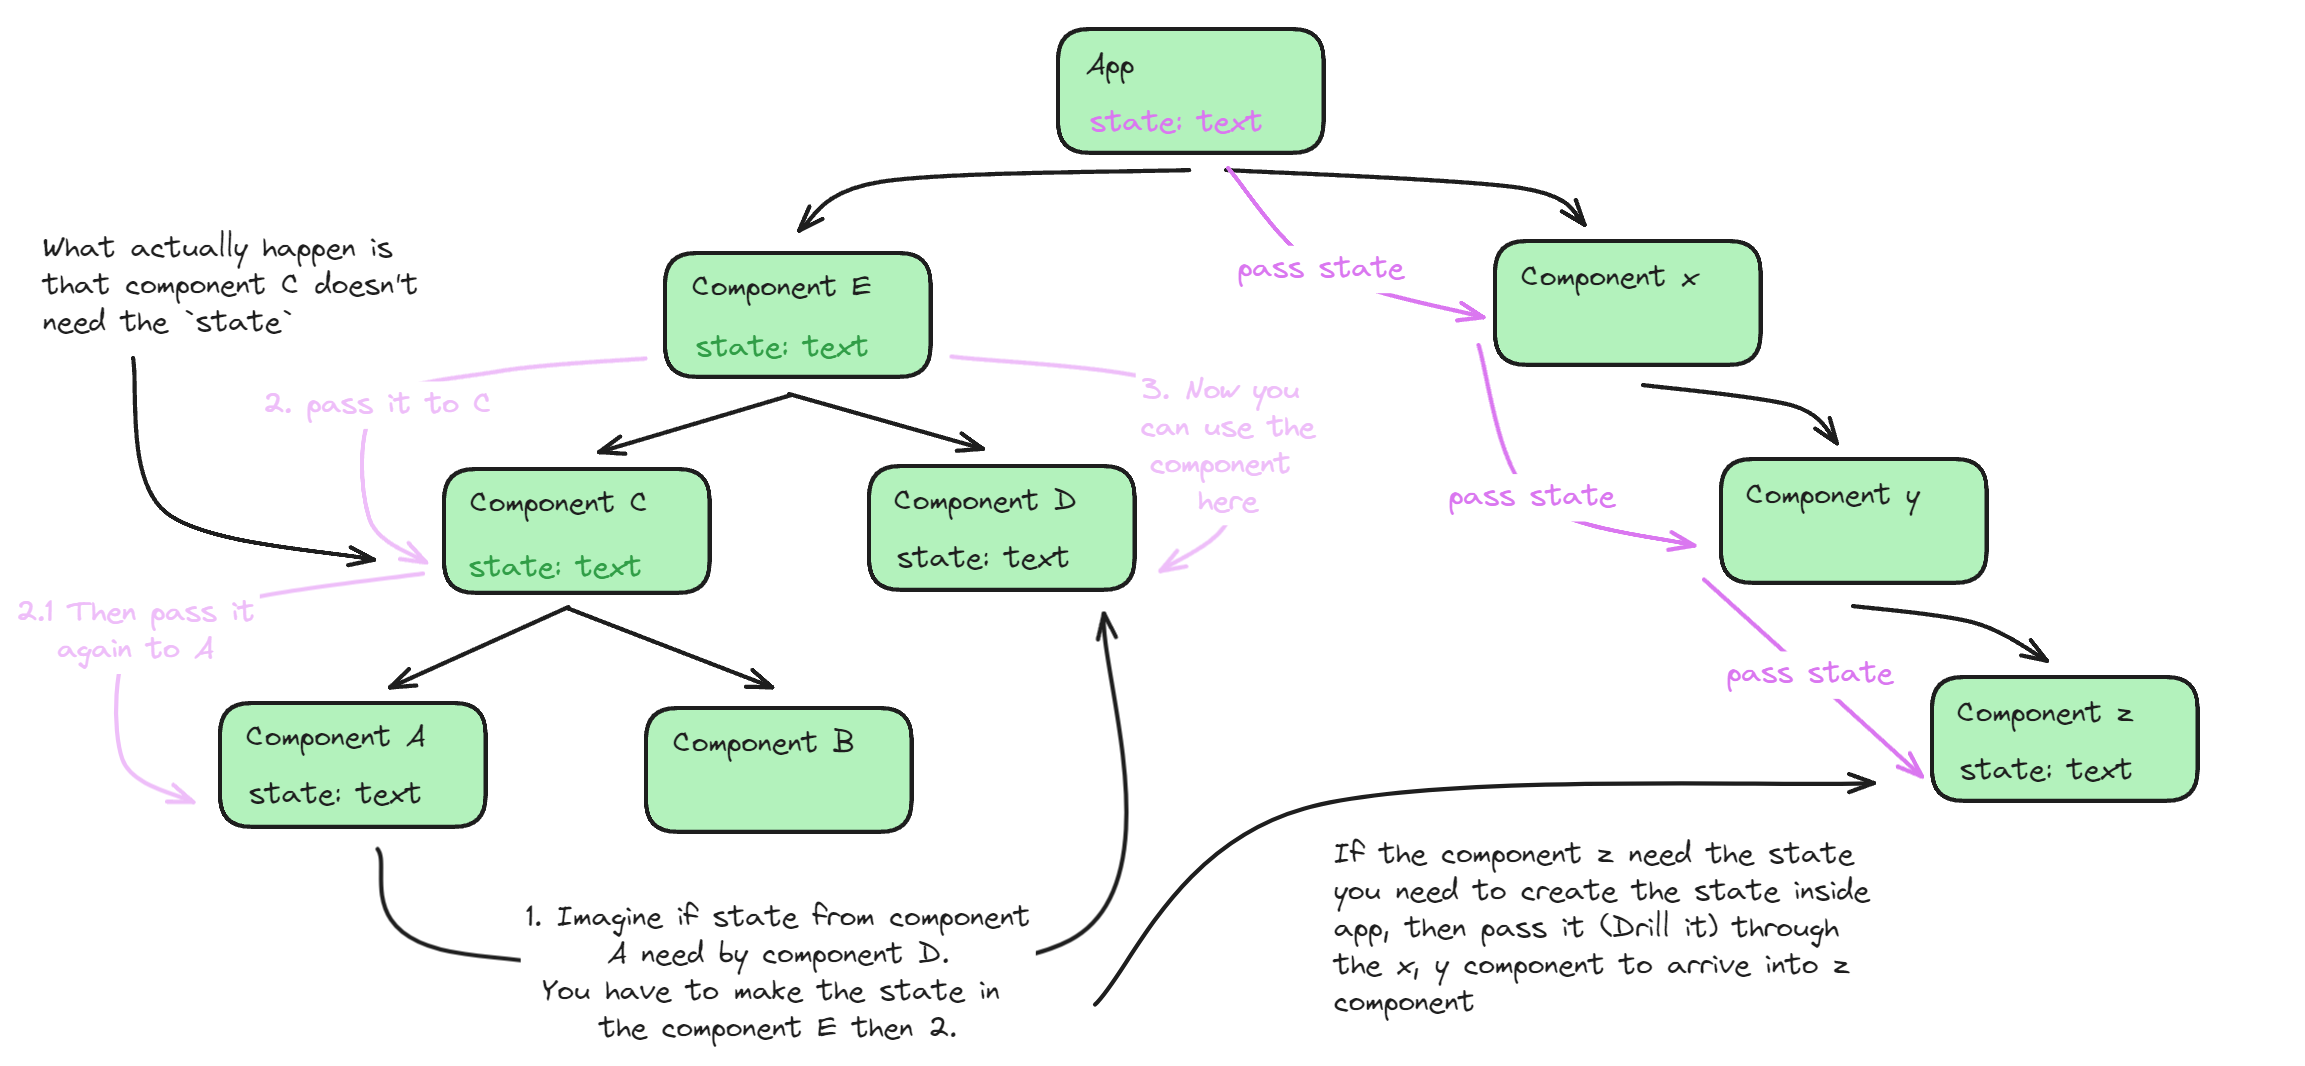 App
state: text
What actually happen is
that component C doesn't
need the `state`
Component E
state: text
pass state
Component x
2. pass it to C
3. Now you
can use the
component
here
Component C
state: text
Component D
state: text
pass state
Component y
2.1 Then pass it
again to A
pass state
Component A
state: text
Component B
Component z
state: text
1. Imagine if state from component
A need by component D.
You have to make the state in
the component E then 2.
If the component z need the state
you need to create the state inside
app, then pass it (Drill it) through
the x, y component to arrive into z
component